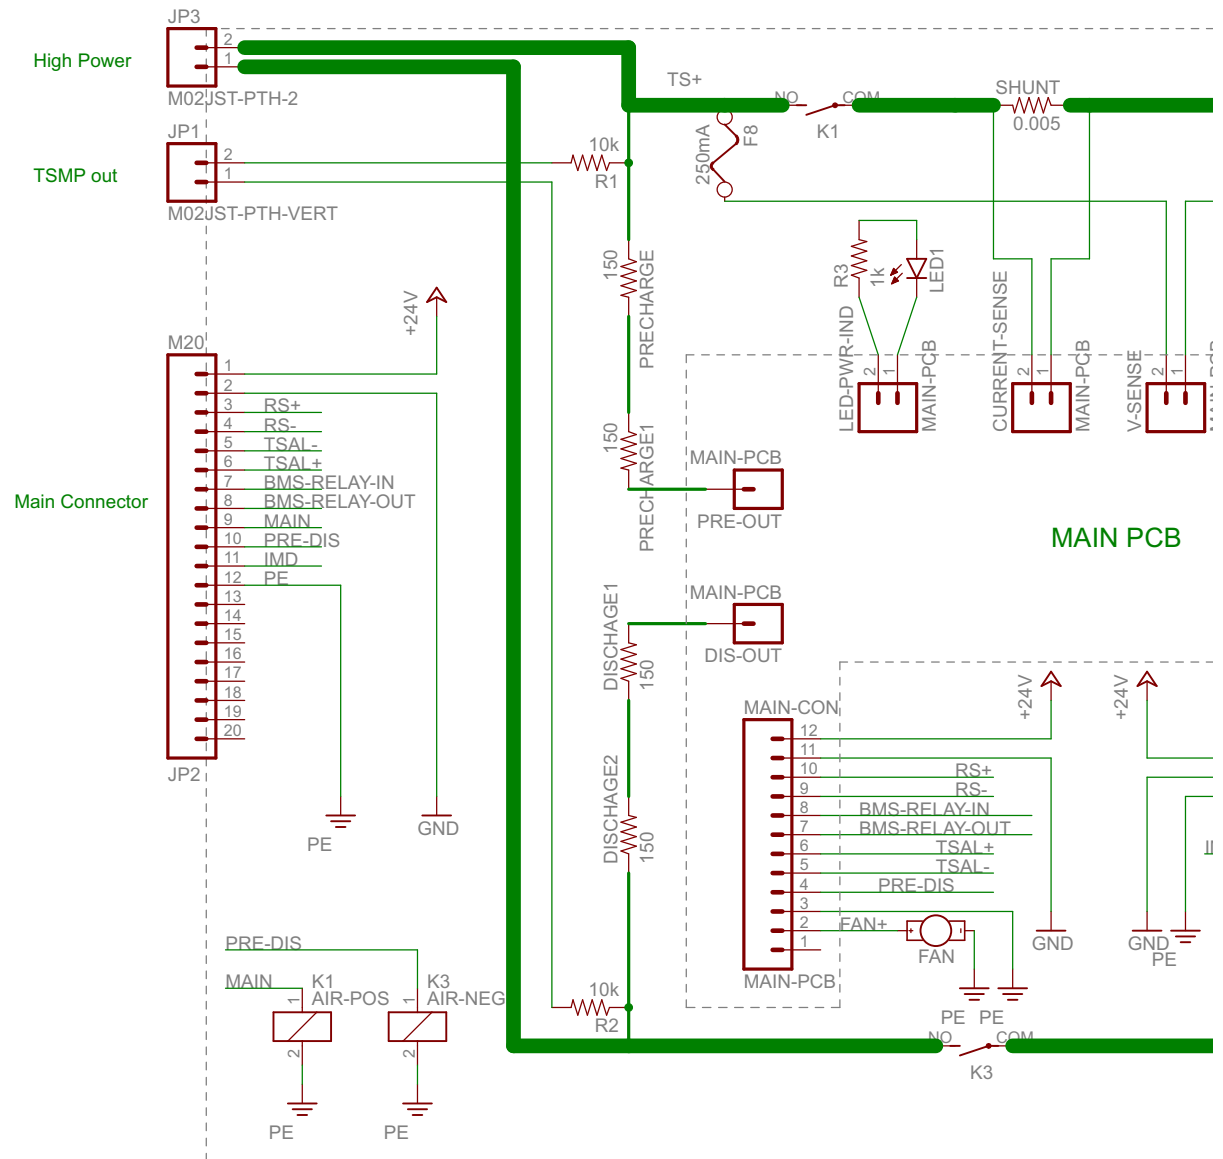 JP3
High Power
2
1
M02JST-PTH-2
JP1
TSMP out
2
1
M02JST-PTH-VERT
TS+
NO
COM
K1
SHUNT
0.005
10k
R1
250mA
F8
150
PRECHARGE
R3
1k
LED1
+24V
M20
1
2
3 RS+
4 RS-
5 TSAL-
6 TSAL+
7 BMS-RELAY-IN
8 BMS-RELAY-OUT
9 MAIN
10 PRE-DIS
11 IMD
12 PE
13
14
15
16
17
18
19
20
JP2
Main Connector
PE
GND
LED-PWR-IND
2
1
MAIN-PCB
CURRENT-SENSE
2
1
MAIN-PCB
V-SENSE
2
1
150
PRECHARGE1
MAIN-PCB
PRE-OUT
MAIN PCB
MAIN-PCB
DIS-OUT
DISCHAGE1
150
DISCHAGE2
150
MAIN-CON
+24V
+24V
12
11
10 RS+
9 RS-
8 BMS-RELAY-IN
7 BMS-RELAY-OUT
6 TSAL+
5 TSAL-
4 PRE-DIS
3
2 FAN+
1
MAIN-PCB
FAN
+
-
GND
GND
PE
PE
PE
PRE-DIS
MAIN
K1
AIR-POS
1
2
PE
K3
AIR-NEG
1
2
PE
10k
R2
NO
COM
K3